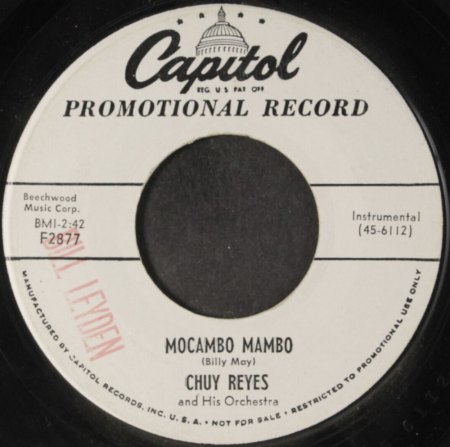 Capitol
REG. U.S. PAT. OFF.
PROMOTIONAL RECORD
Beechwood
Music Corp.
BMI-2:42
F2877
Instrumental
(45-6112)
BILL LEYDEN
MOCAMBO MAMBO
(Billy May)
CHUY REYES
and His Orchestra
MANUFACTURED BY CAPITOL RECORDS, INC. U.S.A. • NOT FOR SALE • RESTRICTED TO PROMOTIONAL USE ONLY